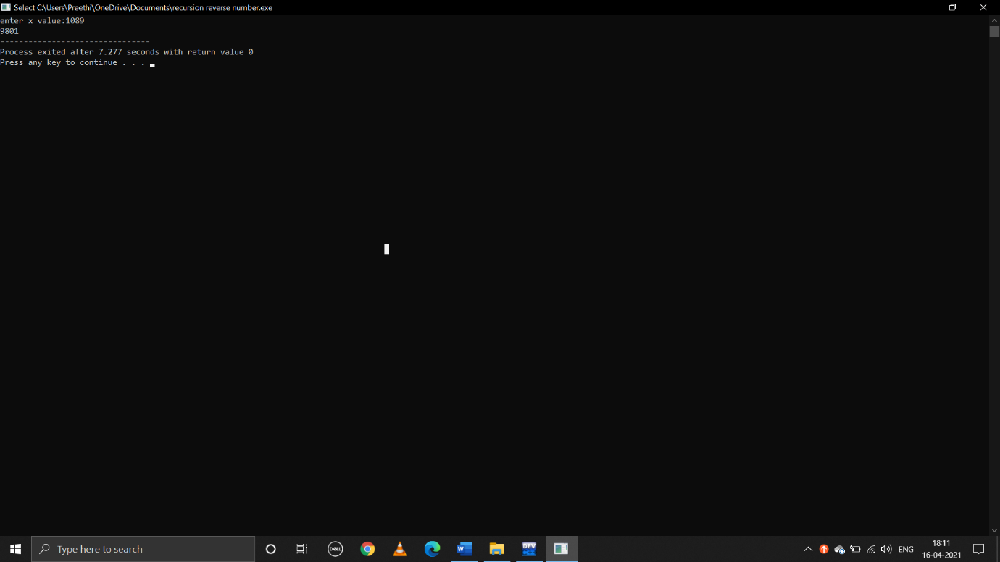 Select C:\Users\Preethi\OneDrive\Documents\recursion reverse number.exe
enter x value:1089
9801
--------------------------------
Process exited after 7.277 seconds with return value 0
Press any key to continue . . .
Type here to search
DELL
W
DEV
C++
ENG
18:11
16-04-2021